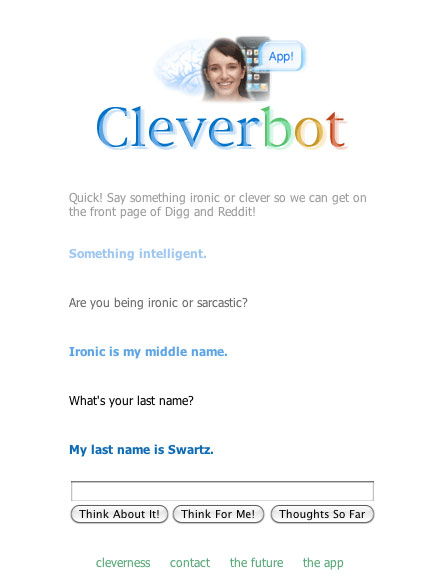 App!
Cleverbot
Quick! Say something ironic or clever so we can get on
the front page of Digg and Reddit!
Something intelligent.
Are you being ironic or sarcastic?
Ironic is my middle name.
What's your last name?
My last name is Swartz.
Think About It! Think For Me! Thoughts So Far
cleverness contact the future the app